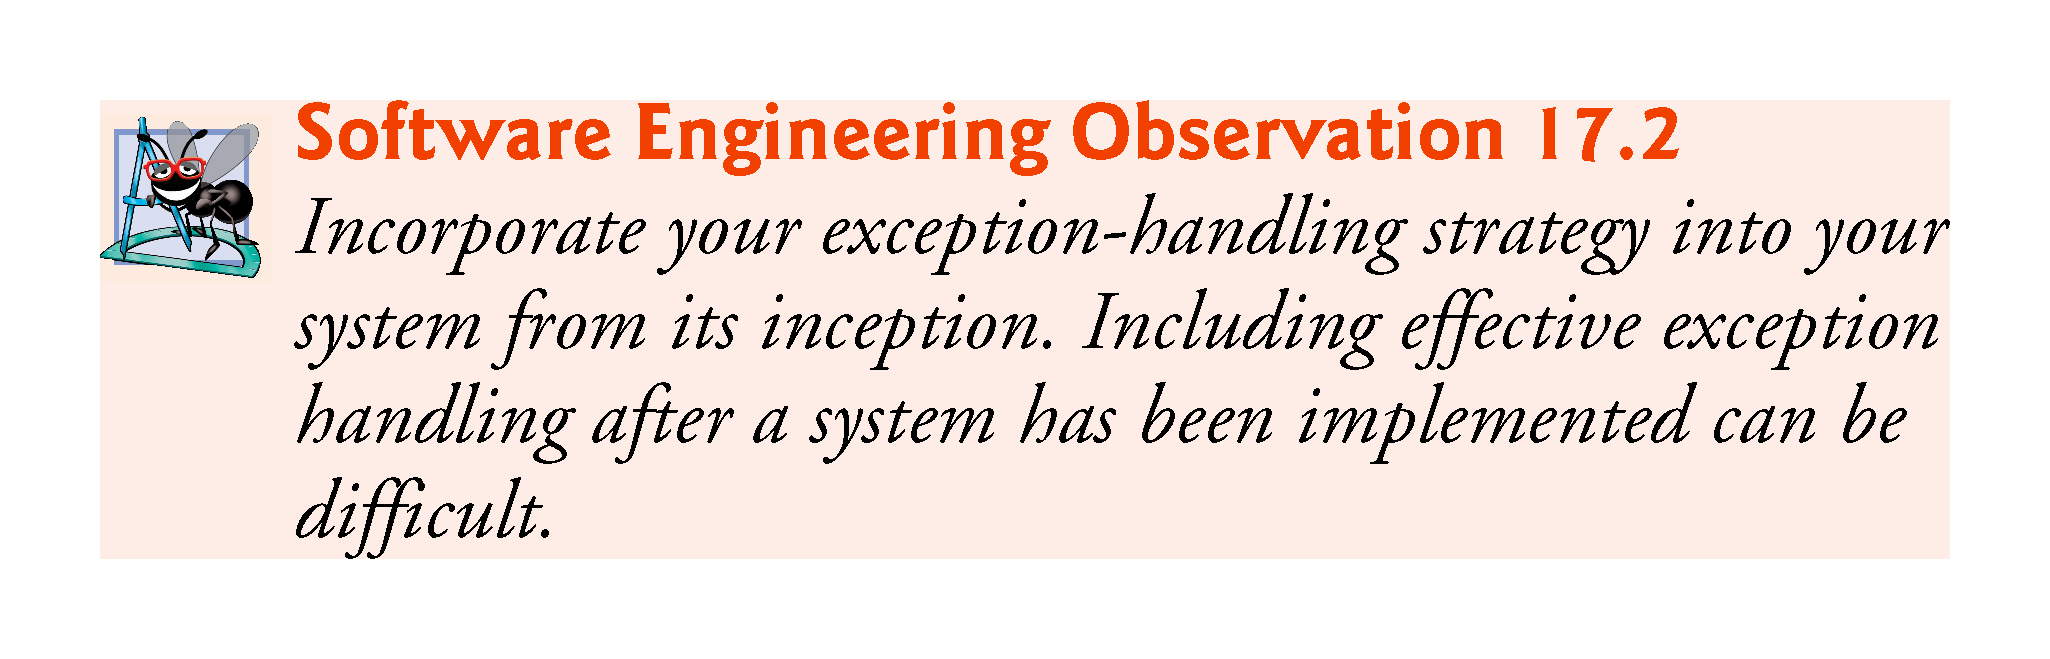 Software Engineering Observation 17.2
Incorporate your exception-handling strategy into your
system from its inception. Including effective exception
handling after a system has been implemented can be
difficult.